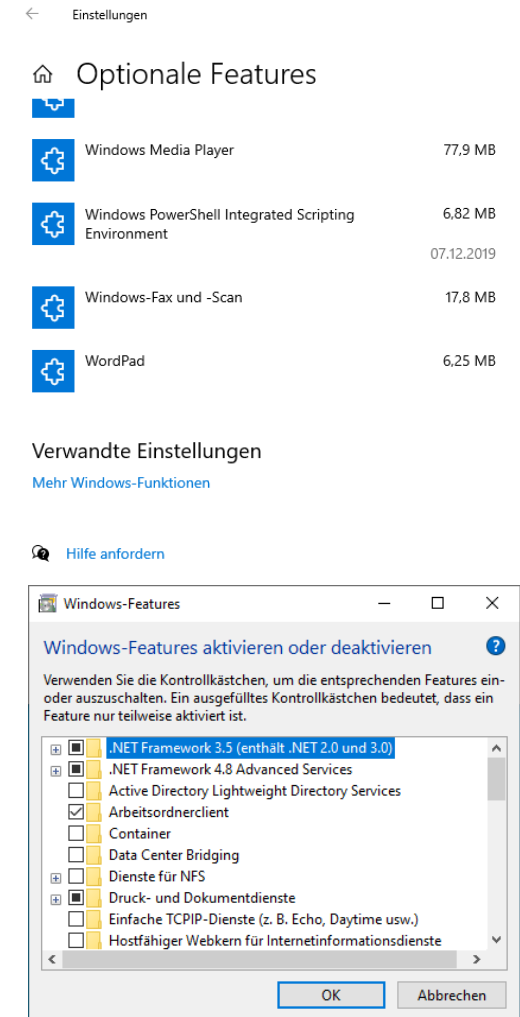 Einstellungen
Optionale Features
Windows Media Player
77,9 MB
Windows PowerShell Integrated Scripting
Environment
6,82 MB
07.12.2019
Windows-Fax und -Scan
17,8 MB
WordPad
6,25 MB
Verwandte Einstellungen
Mehr Windows-Funktionen
Hilfe anfordern
Windows-Features
Windows-Features aktivieren oder deaktivieren
Verwenden Sie die Kontrollkästchen, um die entsprechenden Features ein-
oder auszuschalten. Ein ausgefülltes Kontrollkästchen bedeutet, dass ein
Feature nur teilweise aktiviert ist.
.NET Framework 3.5 (enthält .NET 2.0 und 3.0)
.NET Framework 4.8 Advanced Services
Active Directory Lightweight Directory Services
Arbeitsordnerclient
Container
Data Center Bridging
Dienste für NFS
Druck- und Dokumentdienste
Einfache TCPIP-Dienste (z. B. Echo, Daytime usw.)
Hostfähiger Webkern für Internetinformationsdienste
OK
Abbrechen